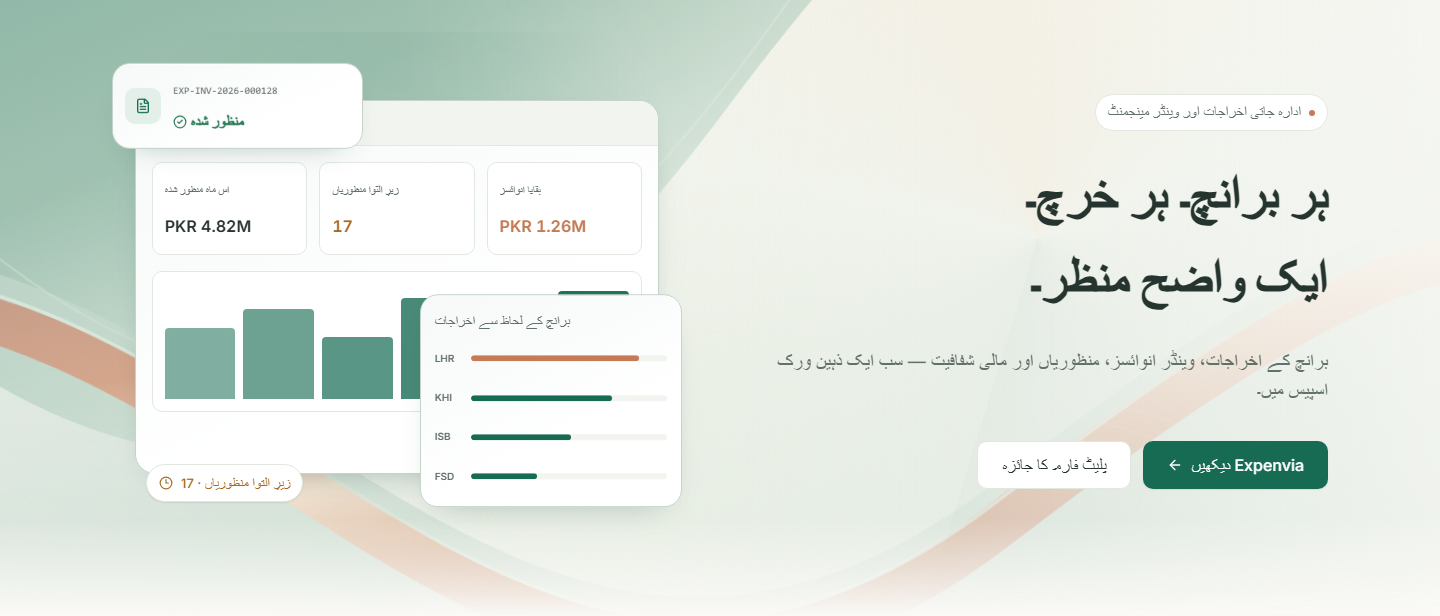 ادارہ جاتی اخراجات اور وینڈر مینجمنٹ
ہر برانچ۔ ہر خرچ۔
ایک واضح منظر۔
برانچ کے اخراجات، وینڈر انوائسز، منظوریاں اور مالی شفافیت — سب ایک ذہین ورک
اسپیس میں۔
Expenvia دیکھیں
پلیٹ فارم کا جائزہ
EXP-INV-2026-000128
منظور شدہ
بقایا انوائسز
PKR 1.26M
زیرِ التوا منظوریاں
17
اس ماہ منظور شدہ
PKR 4.82M
برانچ کے لحاظ سے اخراجات
LHR
KHI
ISB
FSD
زیرِ التوا منظوریاں · 17